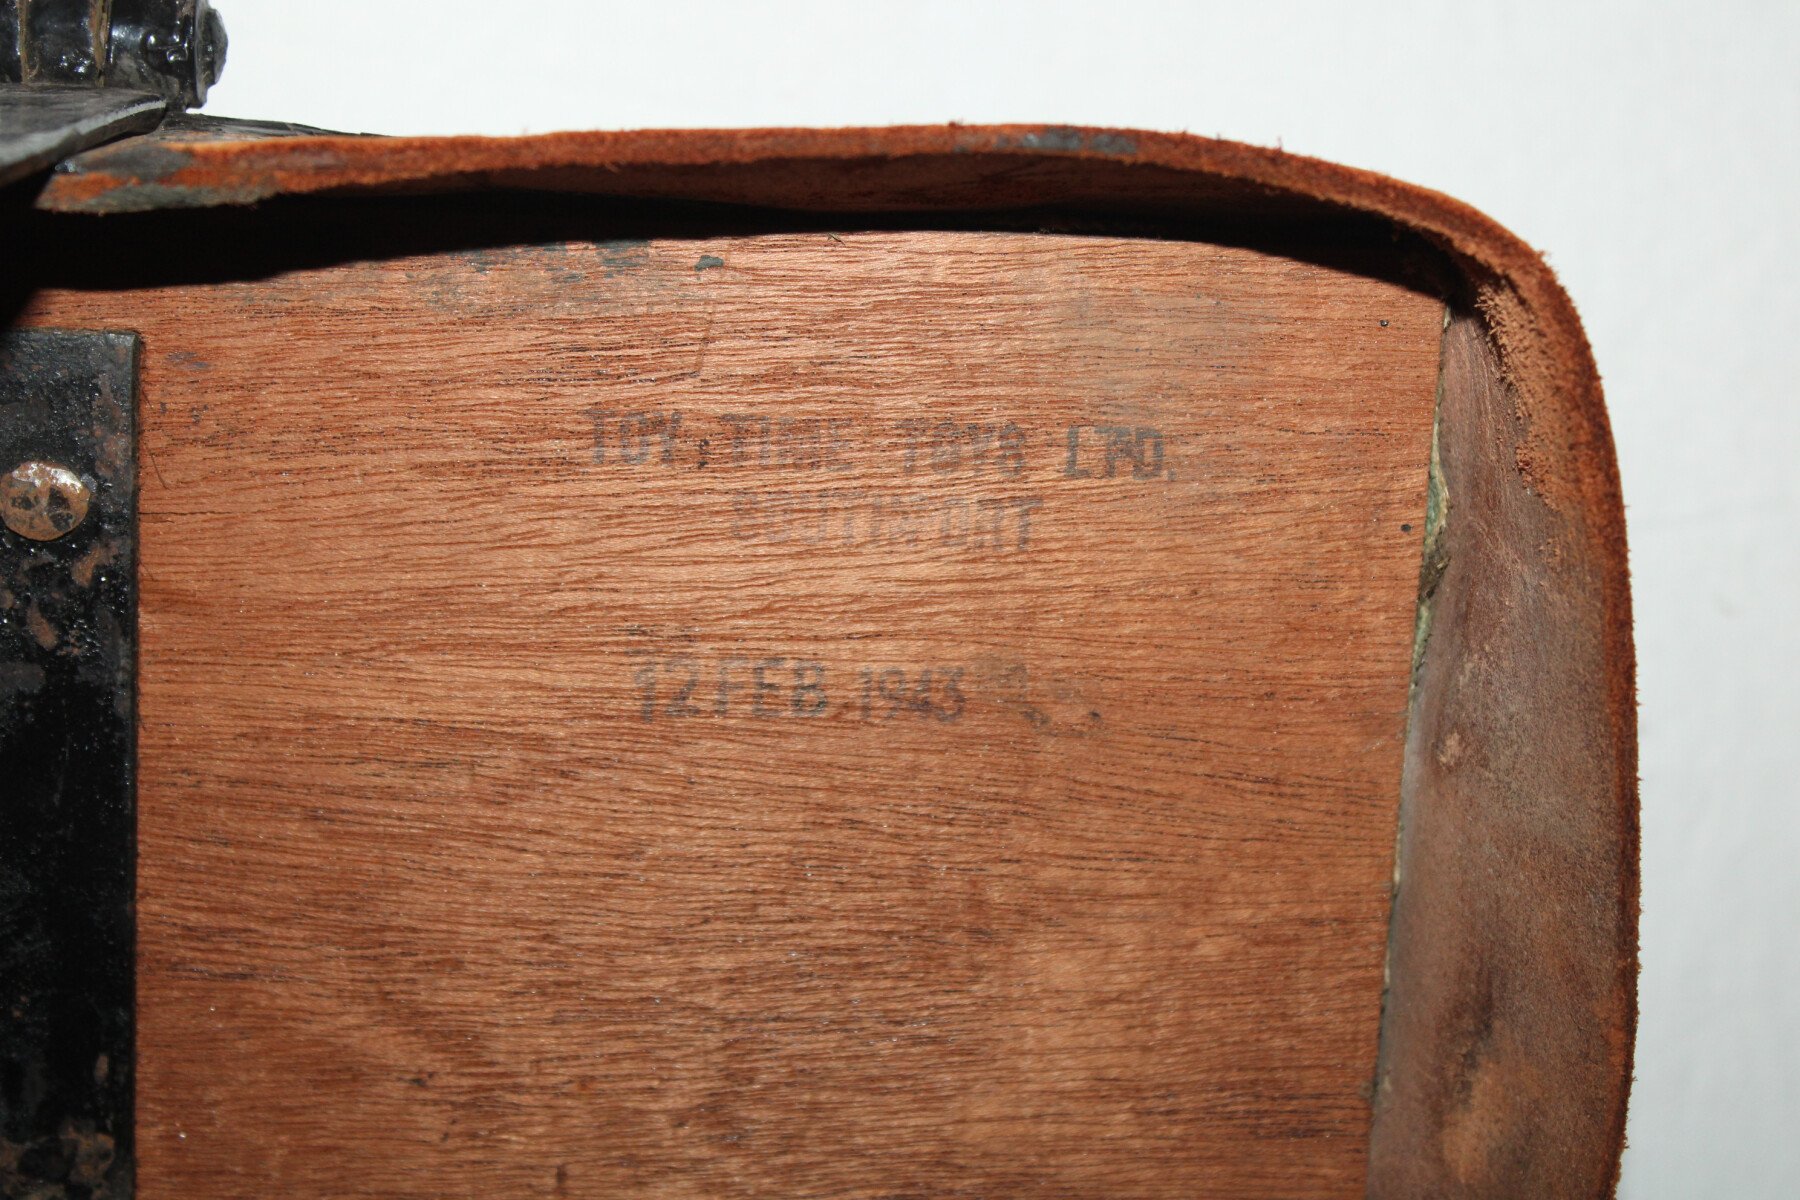 TOY-TIME TOYS LTD.
SOUTHPORT
12 FEB 1943